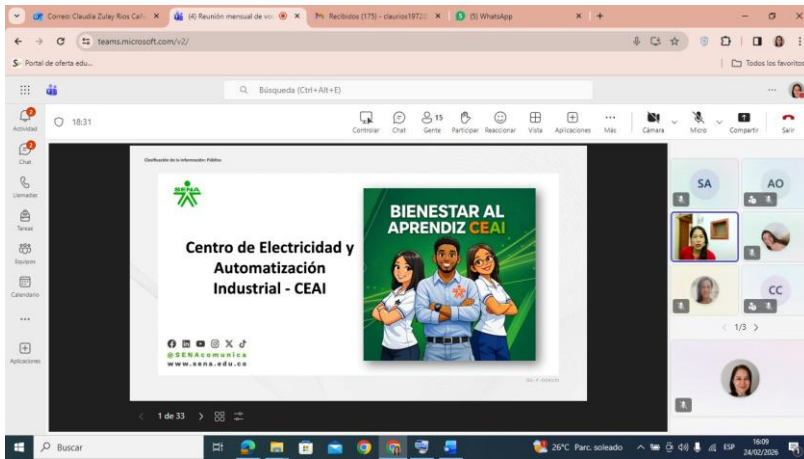 Correo: Claudia Zuley Rios Cal
(4) Reunión mensual de vo
Recibidos (175) - claurios1972
(5) WhatsApp
teams.microsoft.com/v2/
Portal de oferta edu...
Todos los favoritos
Búsqueda (Ctrl+Alt+E)
Actividad
Chat
Llamadas
Tareas
Equipos
Calendario
Aplicaciones
18:31
Controlar
Chat
15
Gente
Participar
Reaccionar
Vista
Aplicaciones
Más
Cámara
Micro
Compartir
Salir
Clasificación de la Información: Pública
SENA
Centro de Electricidad y
Automatización
Industrial - CEAI
@SENAcomunica
www.sena.edu.co
BIENESTAR AL
APRENDIZ CEAI
1 de 33
SA
AO
CC
1/3
Buscar
26°C Parc. soleado
ESP
16:09
24/02/2026